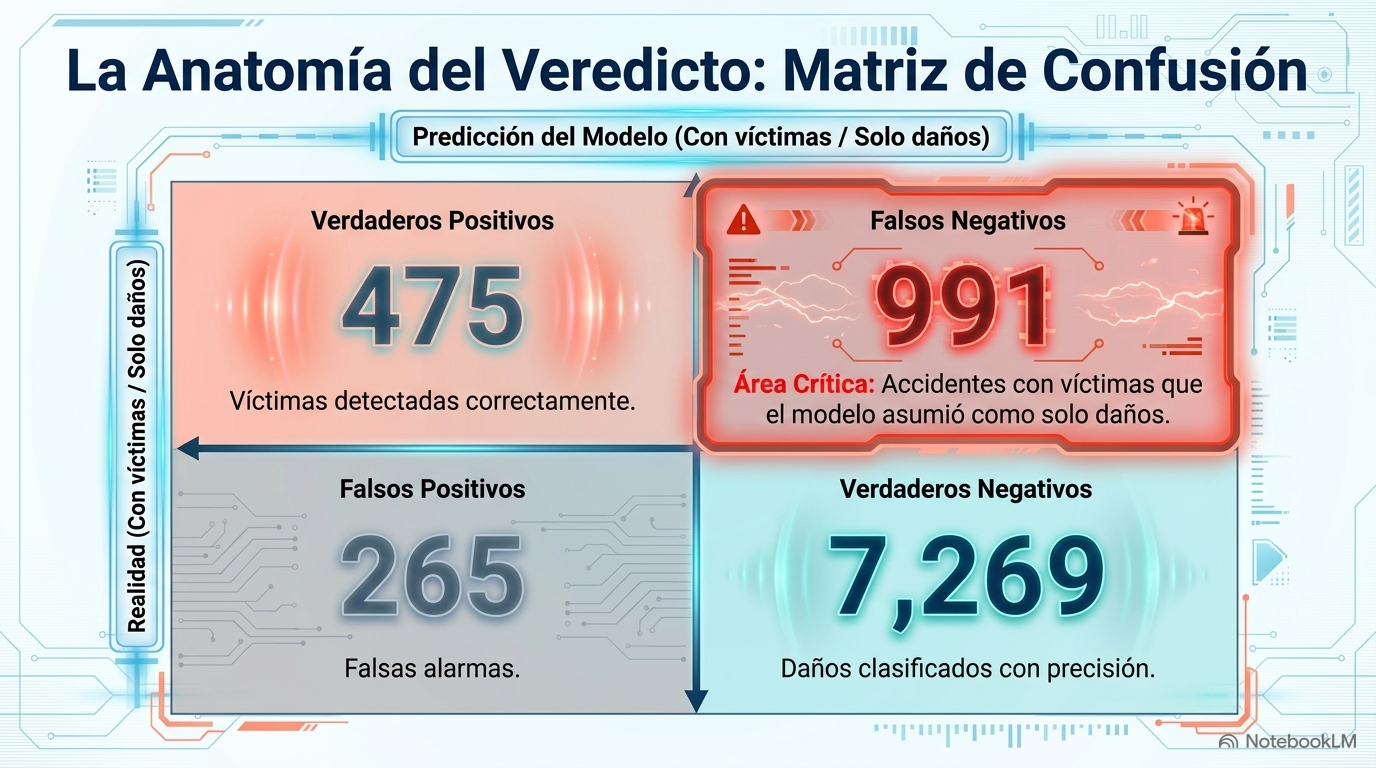 La Anatomía del Veredicto: Matriz de Confusión
Predicción del Modelo (Con víctimas / Solo daños)
Realidad (Con víctimas / Solo daños)
Verdaderos Positivos
475
Víctimas detectadas correctamente.
Falsos Negativos
991
Área Crítica: Accidentes con víctimas que
el modelo asumió como solo daños.
Falsos Positivos
265
Falsas alarmas.
Verdaderos Negativos
7,269
Daños clasificados con precisión.
NotebookLM